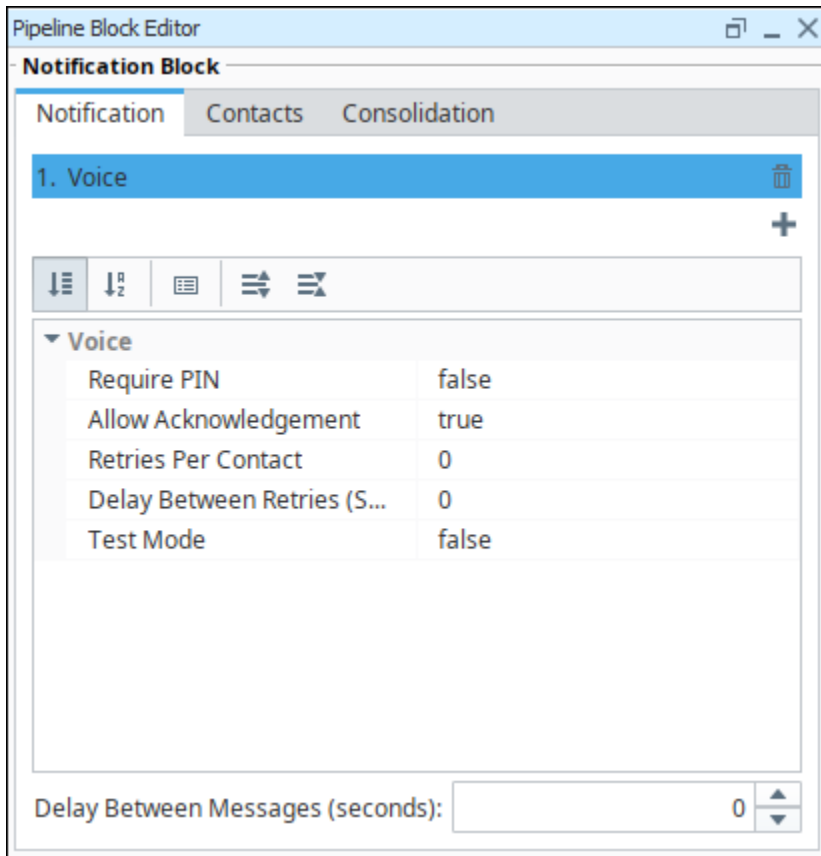 Pipeline Block Editor
Notification Block
Notification Contacts Consolidation
1. Voice
Voice
Require PIN false
Allow Acknowledgement true
Retries Per Contact 0
Delay Between Retries (S... 0
Test Mode false
Delay Between Messages (seconds): 0